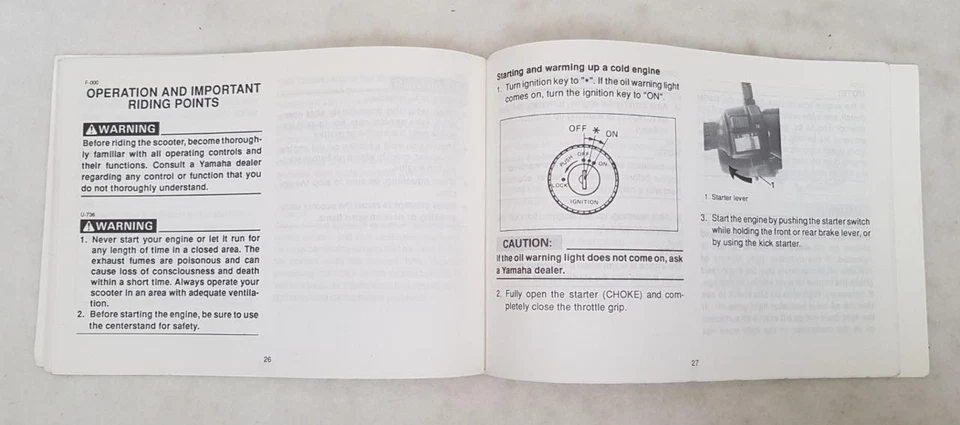 F-000
OPERATION AND IMPORTANT
RIDING POINTS
WARNING
Before riding the scooter, become thorough-
ly familiar with all operating controls and
their functions. Consult a Yamaha dealer
regarding any control or function that you
do not thoroughly understand.
U-736
WARNING
1. Never start your engine or let it run for
any length of time in a closed area. The
exhaust fumes are poisonous and can
cause loss of consciousness and death
within a short time. Always operate your
scooter in an area with adequate ventila-
tion.
2. Before starting the engine, be sure to use
the centerstand for safety.
26
Starting and warming up a cold engine
1. Turn ignition key to "*". If the oil warning light
comes on, turn the ignition key to "ON".
OFF * ON
PUSH OFF * ON
LOCK
IGNITION
CAUTION:
If the oil warning light does not come on, ask
a Yamaha dealer.
2. Fully open the starter (CHOKE) and com-
pletely close the throttle grip.
1
1. Starter lever
3. Start the engine by pushing the starter switch
while holding the front or rear brake lever, or
by using the kick starter.
27